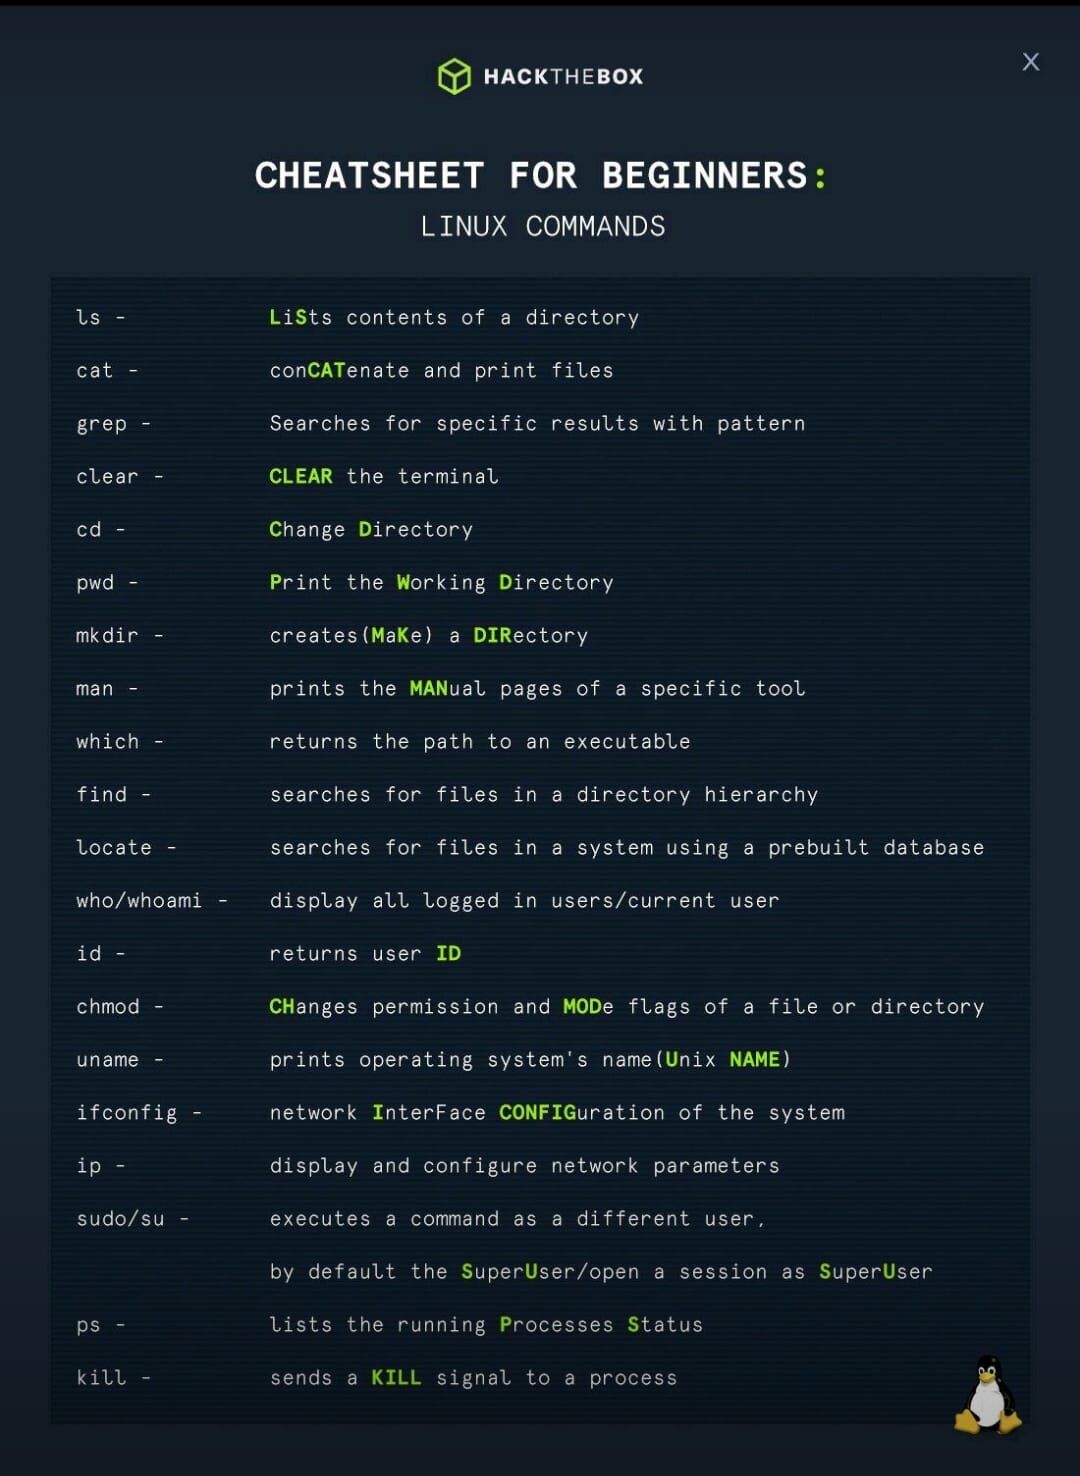 HACKTHEBOX
X
CHEATSHEET FOR BEGINNERS:
LINUX COMMANDS
ls - LiSts contents of a directory
cat - conCATenate and print files
grep - Searches for specific results with pattern
clear - CLEAR the terminal
cd - Change Directory
pwd - Print the Working Directory
mkdir - creates(MaKe) a DIRectory
man - prints the MANual pages of a specific tool
which - returns the path to an executable
find - searches for files in a directory hierarchy
locate - searches for files in a system using a prebuilt database
who/whoami - display all logged in users/current user
id - returns user ID
chmod - CHanges permission and MODe flags of a file or directory
uname - prints operating system's name(Unix NAME)
ifconfig - network InterFace CONFIGuration of the system
ip - display and configure network parameters
sudo/su - executes a command as a different user,
by default the SuperUser/open a session as SuperUser
ps - lists the running Processes Status
kill - sends a KILL signal to a process